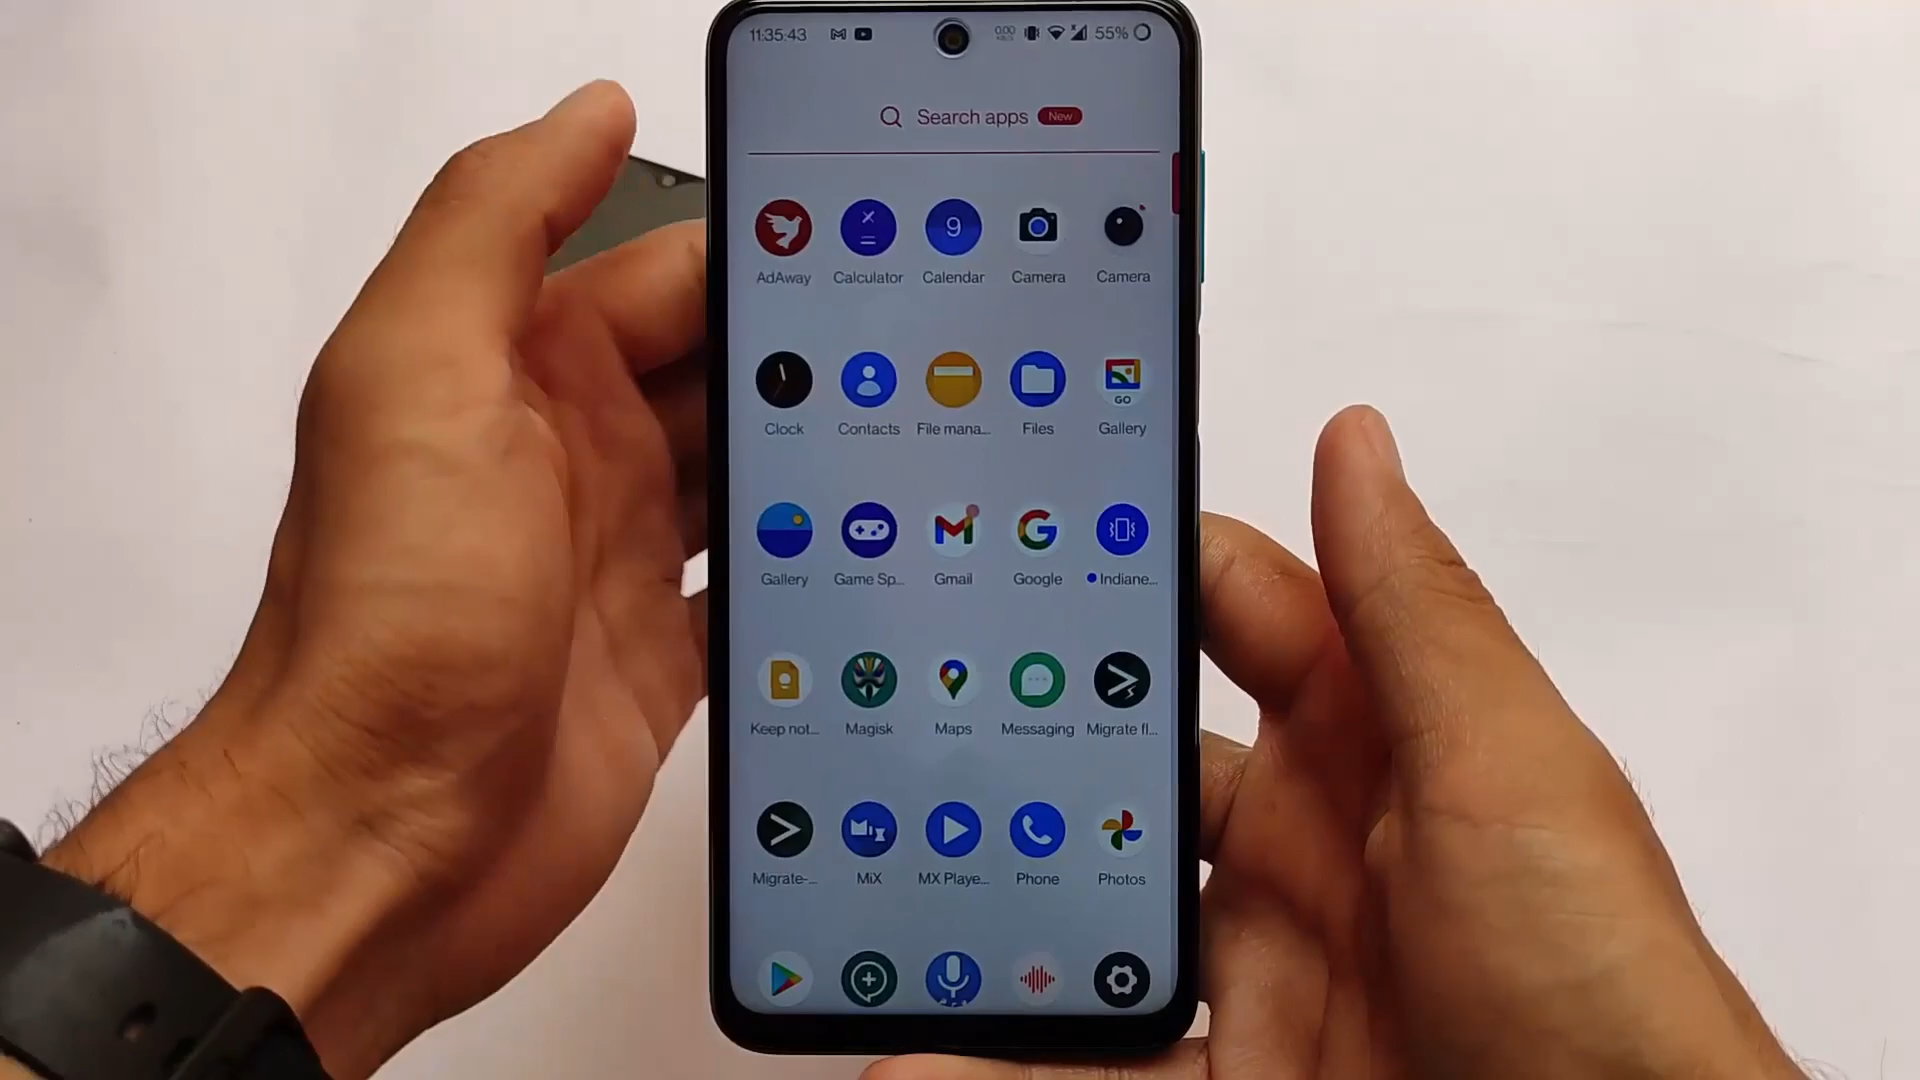 11:35:43 55%
Search apps New
9
AdAway Calculator Calendar Camera Camera
GO
Clock Contacts File mana... Files Gallery
Gallery Game Sp... Gmail Google Indiane...
Keep not... Magisk Maps Messaging Migrate fl...
Migrate-... MiX MX Playe... Phone Photos